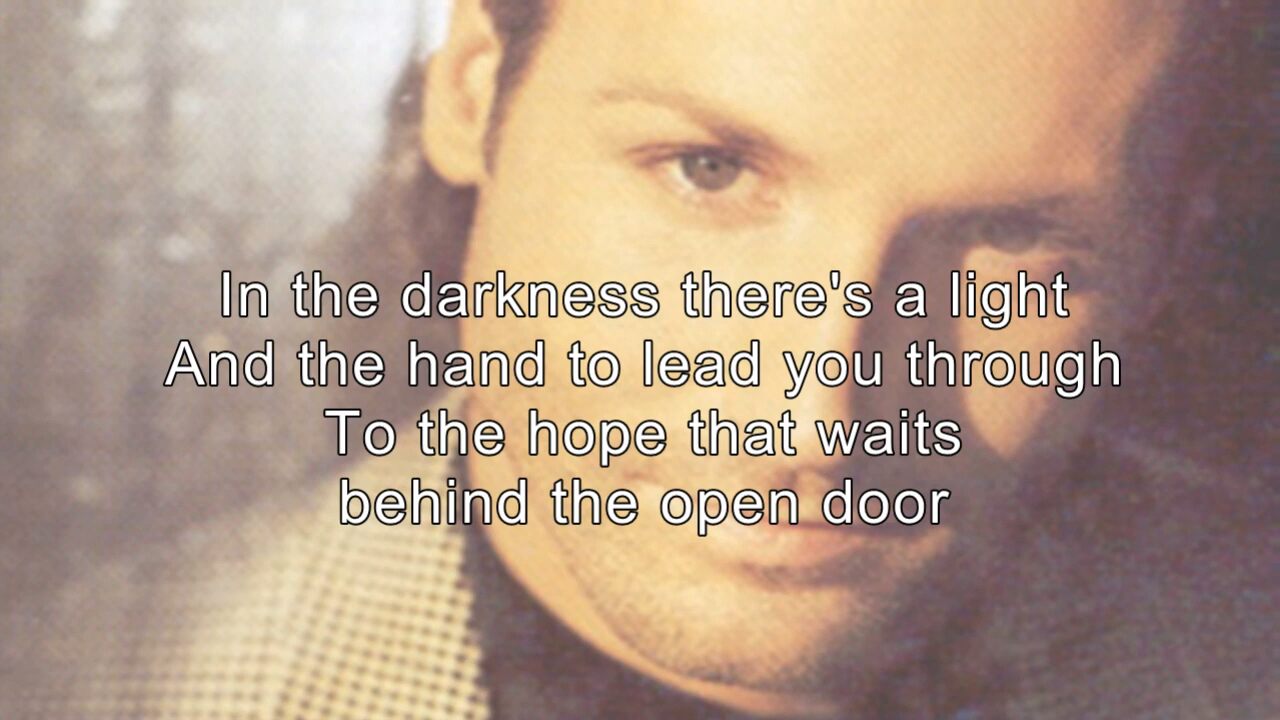 In the darkness there's a light
And the hand to lead you through
To the hope that waits
behind the open door